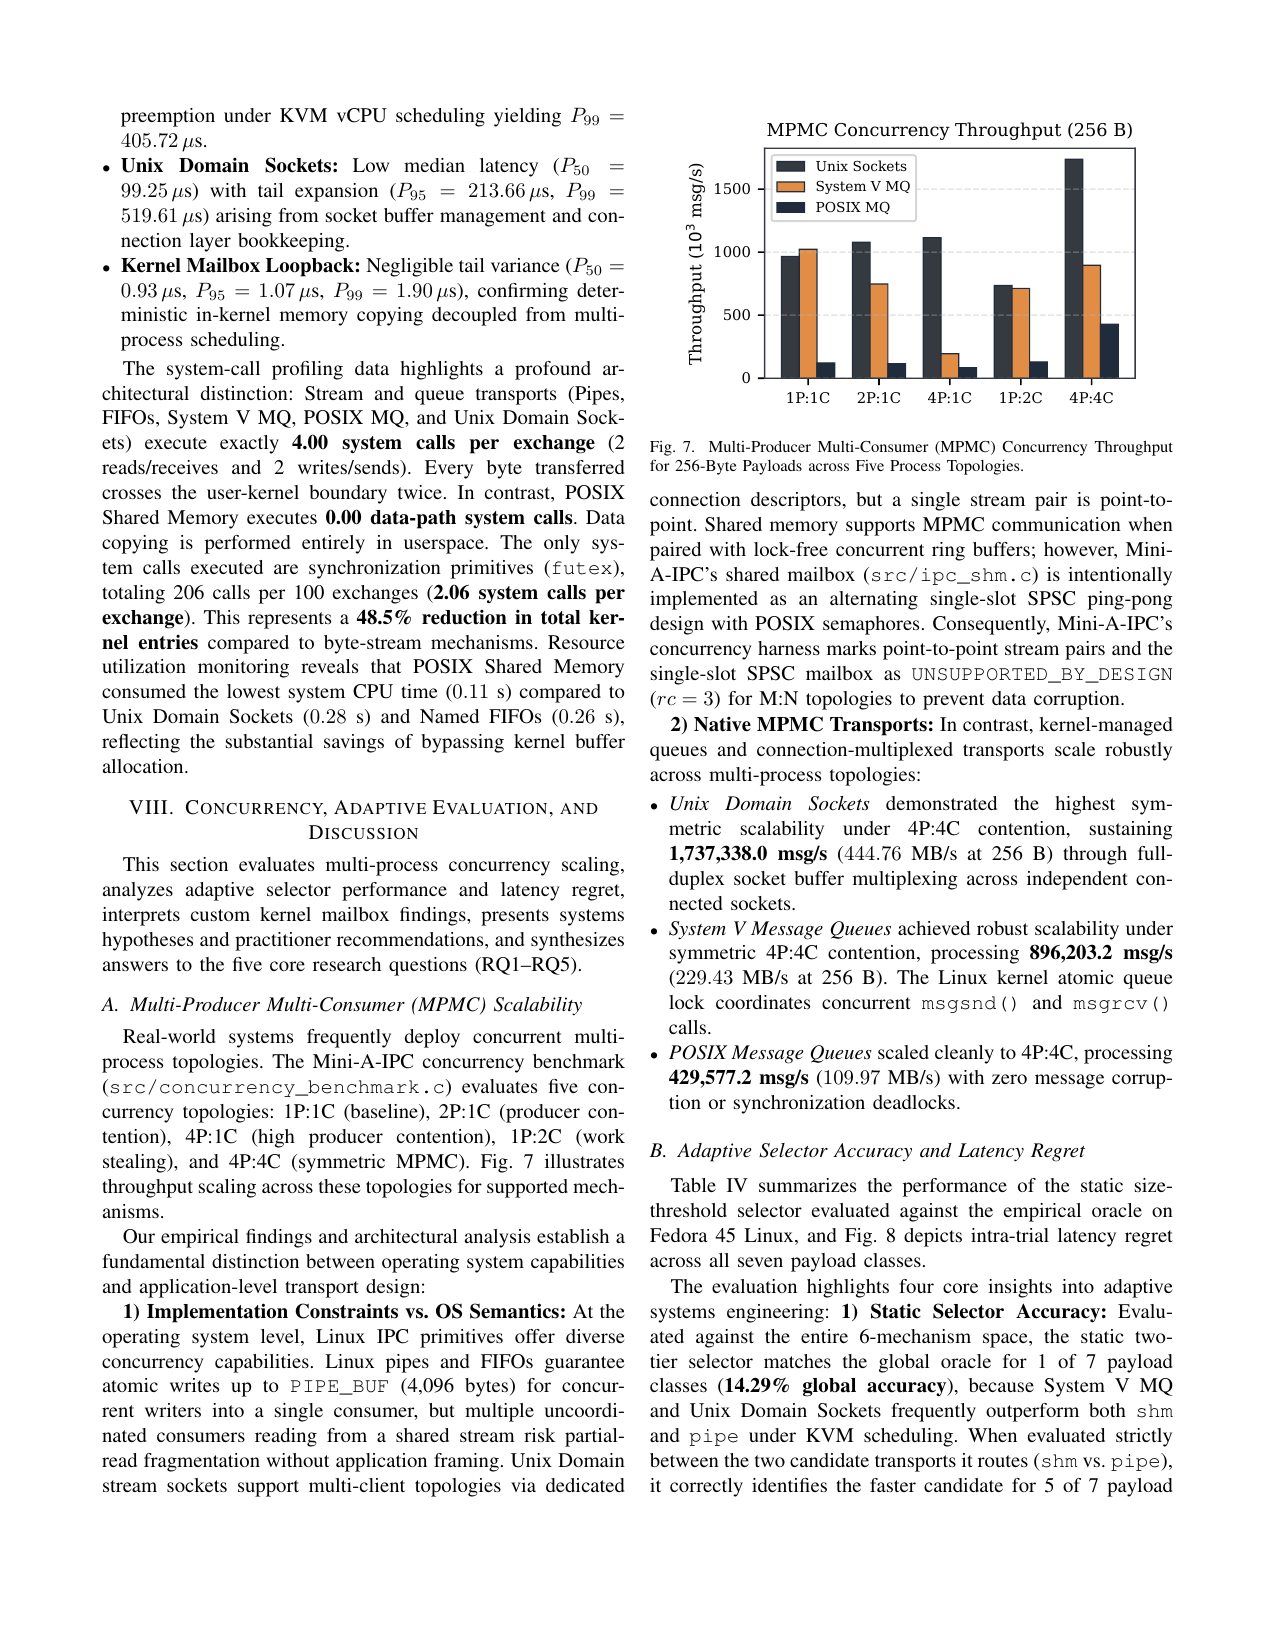 preemption under KVM vCPU scheduling yielding P99 =
405.72 μs.
• Unix Domain Sockets: Low median latency (P50 =
99.25 μs) with tail expansion (P95 = 213.66 μs, P99 =
519.61 μs) arising from socket buffer management and con-
nection layer bookkeeping.
• Kernel Mailbox Loopback: Negligible tail variance (P50 =
0.93 μs, P95 = 1.07 μs, P99 = 1.90 μs), confirming deter-
ministic in-kernel memory copying decoupled from multi-
process scheduling.
The system-call profiling data highlights a profound ar-
chitectural distinction: Stream and queue transports (Pipes,
FIFOs, System V MQ, POSIX MQ, and Unix Domain Sock-
ets) execute exactly 4.00 system calls per exchange (2
reads/receives and 2 writes/sends). Every byte transferred
crosses the user-kernel boundary twice. In contrast, POSIX
Shared Memory executes 0.00 data-path system calls. Data
copying is performed entirely in userspace. The only sys-
tem calls executed are synchronization primitives (futex),
totaling 206 calls per 100 exchanges (2.06 system calls per
exchange). This represents a 48.5% reduction in total ker-
nel entries compared to byte-stream mechanisms. Resource
utilization monitoring reveals that POSIX Shared Memory
consumed the lowest system CPU time (0.11 s) compared to
Unix Domain Sockets (0.28 s) and Named FIFOs (0.26 s),
reflecting the substantial savings of bypassing kernel buffer
allocation.
VIII. CONCURRENCY, ADAPTIVE EVALUATION, AND
DISCUSSION
This section evaluates multi-process concurrency scaling,
analyzes adaptive selector performance and latency regret,
interprets custom kernel mailbox findings, presents systems
hypotheses and practitioner recommendations, and synthesizes
answers to the five core research questions (RQ1–RQ5).
A. Multi-Producer Multi-Consumer (MPMC) Scalability
Real-world systems frequently deploy concurrent multi-
process topologies. The Mini-A-IPC concurrency benchmark
(src/concurrency_benchmark.c) evaluates five con-
currency topologies: 1P:1C (baseline), 2P:1C (producer con-
tention), 4P:1C (high producer contention), 1P:2C (work
stealing), and 4P:4C (symmetric MPMC). Fig. 7 illustrates
throughput scaling across these topologies for supported mech-
anisms.
Our empirical findings and architectural analysis establish a
fundamental distinction between operating system capabilities
and application-level transport design:
1) Implementation Constraints vs. OS Semantics: At the
operating system level, Linux IPC primitives offer diverse
concurrency capabilities. Linux pipes and FIFOs guarantee
atomic writes up to PIPE_BUF (4,096 bytes) for concur-
rent writers into a single consumer, but multiple uncoordi-
nated consumers reading from a shared stream risk partial-
read fragmentation without application framing. Unix Domain
stream sockets support multi-client topologies via dedicated
MPMC Concurrency Throughput (256 B)
Throughput (10³ msg/s)
1500
1000
500
0
Unix Sockets
System V MQ
POSIX MQ
1P:1C 2P:1C 4P:1C 1P:2C 4P:4C
Fig. 7. Multi-Producer Multi-Consumer (MPMC) Concurrency Throughput
for 256-Byte Payloads across Five Process Topologies.
connection descriptors, but a single stream pair is point-to-
point. Shared memory supports MPMC communication when
paired with lock-free concurrent ring buffers; however, Mini-
A-IPC's shared mailbox (src/ipc_shm.c) is intentionally
implemented as an alternating single-slot SPSC ping-pong
design with POSIX semaphores. Consequently, Mini-A-IPC's
concurrency harness marks point-to-point stream pairs and the
single-slot SPSC mailbox as UNSUPPORTED_BY_DESIGN
(rc = 3) for M:N topologies to prevent data corruption.
2) Native MPMC Transports: In contrast, kernel-managed
queues and connection-multiplexed transports scale robustly
across multi-process topologies:
• Unix Domain Sockets demonstrated the highest sym-
metric scalability under 4P:4C contention, sustaining
1,737,338.0 msg/s (444.76 MB/s at 256 B) through full-
duplex socket buffer multiplexing across independent con-
nected sockets.
• System V Message Queues achieved robust scalability under
symmetric 4P:4C contention, processing 896,203.2 msg/s
(229.43 MB/s at 256 B). The Linux kernel atomic queue
lock coordinates concurrent msgsnd() and msgrcv()
calls.
• POSIX Message Queues scaled cleanly to 4P:4C, processing
429,577.2 msg/s (109.97 MB/s) with zero message corrup-
tion or synchronization deadlocks.
B. Adaptive Selector Accuracy and Latency Regret
Table IV summarizes the performance of the static size-
threshold selector evaluated against the empirical oracle on
Fedora 45 Linux, and Fig. 8 depicts intra-trial latency regret
across all seven payload classes.
The evaluation highlights four core insights into adaptive
systems engineering: 1) Static Selector Accuracy: Evalu-
ated against the entire 6-mechanism space, the static two-
tier selector matches the global oracle for 1 of 7 payload
classes (14.29% global accuracy), because System V MQ
and Unix Domain Sockets frequently outperform both shm
and pipe under KVM scheduling. When evaluated strictly
between the two candidate transports it routes (shm vs. pipe),
it correctly identifies the faster candidate for 5 of 7 payload